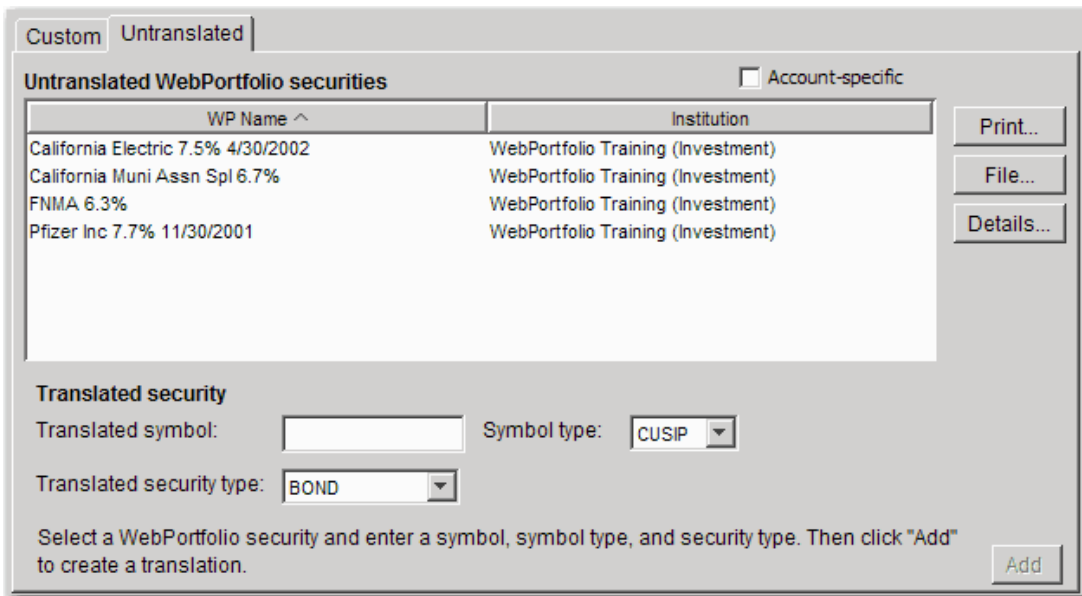 Custom Untranslated
Untranslated WebPortfolio securities Account-specific
WP Name Institution
California Electric 7.5% 4/30/2002 WebPortfolio Training (Investment)
California Muni Assn Spl 6.7% WebPortfolio Training (Investment)
FNMA 6.3% WebPortfolio Training (Investment)
Pfizer Inc 7.7% 11/30/2001 WebPortfolio Training (Investment)
Print...
File...
Details...
Translated security
Translated symbol: Symbol type: CUSIP
Translated security type: BOND
Select a WebPortfolio security and enter a symbol, symbol type, and security type. Then click "Add"
to create a translation.
Add